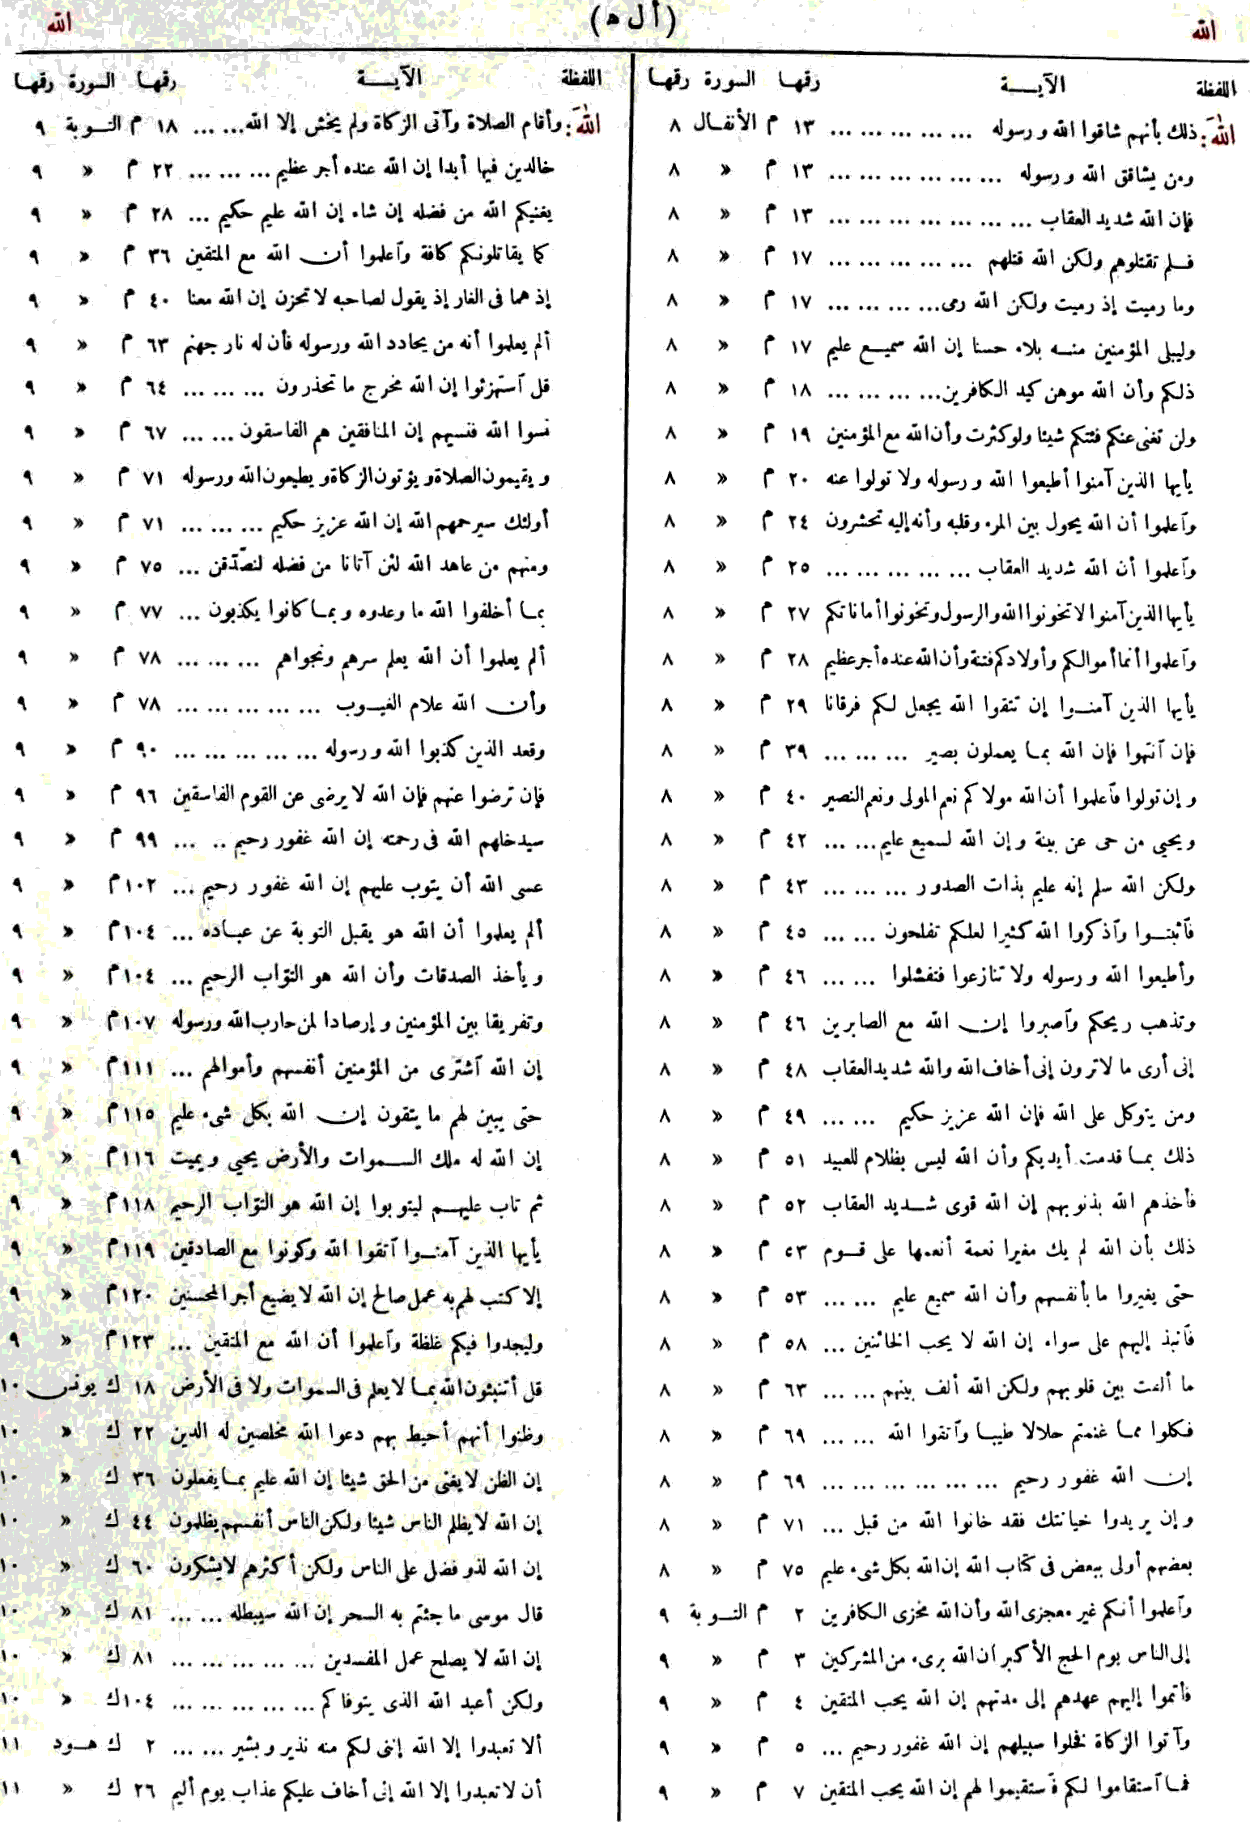 الله (أ ل ه) الله
اللفظة الآيـــة رقمها السورة رقمها
اللهَ: ذلك بأنهم شاقوا الله ورسوله ... ... ... ... ... ١٣ م الأنفال ٨
ومن يشاقق الله ورسوله ... ... ... ... ... ... ١٣ م « ٨
فإن الله شديد العقاب ... ... ... ... ... ... ... ١٣ م « ٨
فلم تقتلوهم ولكن الله قتلهم ... ... ... ... ... ١٧ م « ٨
وما رميت إذ رميت ولكن الله رمى... ... ... ... ١٧ م « ٨
وليبلى المؤمنين منه بلاء حسنا إن الله سميع عليم ١٧ م « ٨
ذلكم وأن الله موهن كيد الكافرين... ... ... ... ١٨ م « ٨
ولن تغنى عنكم فئتكم شيئا ولو كثرت وأن الله مع المؤمنين ١٩ م « ٨
يأيها الذين آمنوا أطيعوا الله ورسوله ولا تولوا عنه ٢٠ م « ٨
وآعلموا أن الله يحول بين المرء وقلبه وأنه إليه تحشرون ٢٤ م « ٨
وآعلموا أن الله شديد العقاب ... ... ... ... ... ٢٥ م « ٨
يأيها الذين آمنوا لا تخونوا الله والرسول وتخونوا أماناتكم ٢٧ م « ٨
وآعلموا أنما أموالكم وأولادكم فتنة وأن الله عنده أجر عظيم ٢٨ م « ٨
يأيها الذين آمنوا إن تتقوا الله يجعل لكم فرقانا ٢٩ م « ٨
فإن آنتهوا فإن الله بما يعملون بصير ... ... ... ٣٩ م « ٨
وإن تولوا فآعلموا أن الله مولاكم نعم المولى ونعم النصير ٤٠ م « ٨
ويحيى من حى عن بينة وإن الله لسميع عليم... ... ٤٢ م « ٨
ولكن الله سلم إنه عليم بذات الصدور ... ... ... ٤٣ م « ٨
فآثبتوا وآذكروا الله كثيرا لعلكم تفلحون ... ... ٤٥ م « ٨
وأطيعوا الله ورسوله ولا تنازعوا فتفشلوا ... ... ٤٦ م « ٨
وتذهب ريحكم وآصبروا إن الله مع الصابرين ٤٦ م « ٨
إنى أرى ما لا ترون إنى أخاف الله والله شديد العقاب ٤٨ م « ٨
ومن يتوكل على الله فإن الله عزيز حكيم ... ... ٤٩ م « ٨
ذلك بما قدمت أيديكم وأن الله ليس بظلام للعبيد ٥١ م « ٨
فأخذهم الله بذنوبهم إن الله قوى شديد العقاب ٥٢ م « ٨
ذلك بأن الله لم يك مغيرا نعمة أنعمها على قوم ٥٣ م « ٨
حتى يغيروا ما بأنفسهم وأن الله سميع عليم ... ... ٥٣ م « ٨
فآنبذ إليهم على سواء إن الله لا يحب الخائنين ... ٥٨ م « ٨
ما ألفت بين قلوبهم ولكن الله ألف بينهم ... ... ٦٣ م « ٨
فكلوا مما غنمتم حلالا طيبا وآتقوا الله ... ... ٦٩ م « ٨
إن الله غفور رحيم ... ... ... ... ... ... ... ٦٩ م « ٨
وإن يريدوا خيانتك فقد خانوا الله من قبل ... ٧١ م « ٨
بعضهم أولى ببعض فى كتاب الله إن الله بكل شىء عليم ٧٥ م « ٨
وآعلموا أنكم غير معجزى الله وأن الله مخزى الكافرين ٢ م التوبة ٩
إلى الناس يوم الحج الأكبر أن الله برىء من المشركين ٣ م « ٩
فأتموا إليهم عهدهم إلى مدتهم إن الله يحب المتقين ٤ م « ٩
وآتوا الزكاة فخلوا سبيلهم إن الله غفور رحيم ... ٥ م « ٩
فما آستقاموا لكم فآستقيموا لهم إن الله يحب المتقين ٧ م « ٩
اللفظة الآيـــة رقمها السورة رقمها
اللهَ: وأقام الصلاة وآتى الزكاة ولم يخش إلا الله... ... ١٨ م التوبة ٩
خالدين فيها أبدا إن الله عنده أجر عظيم ... ... ... ٢٢ م « ٩
يغنيكم الله من فضله إن شاء إن الله عليم حكيم ... ٢٨ م « ٩
كما يقاتلونكم كافة وآعلموا أن الله مع المتقين ٣٦ م « ٩
إذ هما فى الغار إذ يقول لصاحبه لا تحزن إن الله معنا ٤٠ م « ٩
ألم يعلموا أنه من يحادد الله ورسوله فأن له نار جهنم ٦٣ م « ٩
قل آستهزئوا إن الله مخرج ما تحذرون ... ... ... ٦٤ م « ٩
نسوا الله فنسيهم إن المنافقين هم الفاسقون... ... ٦٧ م « ٩
ويقيمون الصلاة ويؤتون الزكاة ويطيعون الله ورسوله ٧١ م « ٩
أولئك سيرحمهم الله إن الله عزيز حكيم ... ... ... ٧١ م « ٩
ومنهم من عاهد الله لئن آتانا من فضله لنصّدّقن ... ٧٥ م « ٩
بما أخلفوا الله ما وعدوه وبما كانوا يكذبون ... ... ٧٧ م « ٩
ألم يعلموا أن الله يعلم سرهم ونجواهم ... ... ... ٧٨ م « ٩
وأن الله علام الغيوب ... ... ... ... ... ... ٧٨ م « ٩
وقعد الذين كذبوا الله ورسوله ... ... ... ... ... ٩٠ م « ٩
فإن ترضوا عنهم فإن الله لا يرضى عن القوم الفاسقين ٩٦ م « ٩
سيدخلهم الله فى رحمته إن الله غفور رحيم .. ... ٩٩ م « ٩
عسى الله أن يتوب عليهم إن الله غفور رحيم ... ١٠٢م « ٩
ألم يعلموا أن الله هو يقبل التوبة عن عباده ... ١٠٤م « ٩
ويأخذ الصدقات وأن الله هو التوّاب الرحيم ... ١٠٤م « ٩
وتفريقا بين المؤمنين وإرصادا لمن حارب الله ورسوله ١٠٧م « ٩
إن الله آشترى من المؤمنين أنفسهم وأموالهم ... ١١١م « ٩
حتى يبين لهم ما يتقون إن الله بكل شىء عليم ١١٥م « ٩
إن الله له ملك السموات والأرض يحيي ويميت ١١٦م « ٩
ثم تاب عليهم ليتوبوا إن الله هو التوّاب الرحيم ١١٨م « ٩
يأيها الذين آمنوا آتقوا الله وكونوا مع الصادقين ١١٩م « ٩
إلا كتب لهم به عمل صالح إن الله لا يضيع أجر المحسنين ١٢٠م « ٩
وليجدوا فيكم غلظة وآعلموا أن الله مع المتقين ... ١٢٣م « ٩
قل أتنبئون الله بما لا يعلم فى السموات ولا فى الأرض ١٨ ك يونس ١٠
وظنوا أنهم أحيط بهم دعوا الله مخلصين له الدين ٢٢ ك « ١٠
إن الظن لا يغنى من الحق شيئا إن الله عليم بما يفعلون ٣٦ ك « ١٠
إن الله لا يظلم الناس شيئا ولكن الناس أنفسهم يظلمون ٤٤ ك « ١٠
إن الله لذو فضل على الناس ولكن أكثرهم لا يشكرون ٦٠ ك « ١٠
قال موسى ما جئتم به السحر إن الله سيبطله ... ... ٨١ ك « ١٠
إن الله لا يصلح عمل المفسدين ... ... ... ... ... ٨١ ك « ١٠
ولكن أعبد الله الذى يتوفاكم ... ... ... ... ... ١٠٤ك « ١٠
ألا تعبدوا إلا الله إننى لكم منه نذير وبشير ... ... ٢ ك هود ١١
أن لا تعبدوا إلا الله إنى أخاف عليكم عذاب يوم أليم ٢٦ ك « ١١